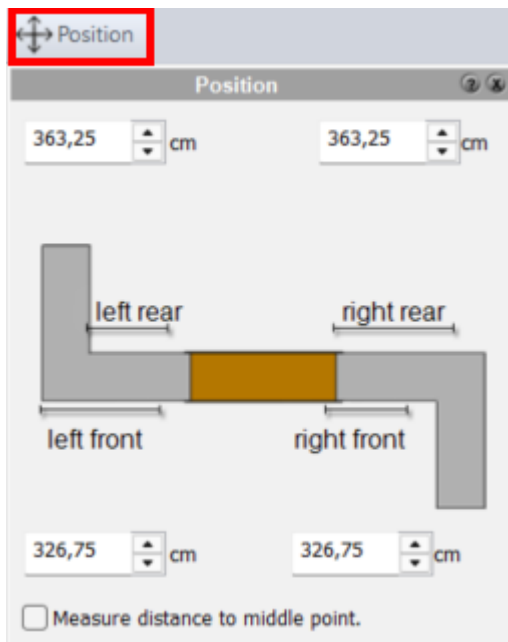 Position
Position
363,25 cm 363,25 cm
left rear right rear
left front right front
326,75 cm 326,75 cm
Measure distance to middle point.